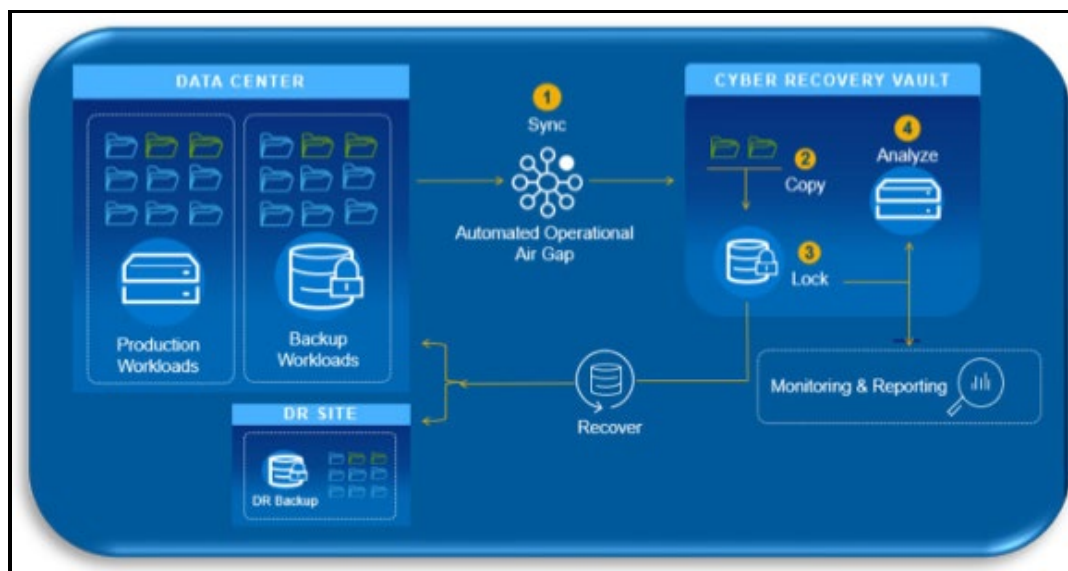 DATA CENTER
Production
Workloads
Backup
Workloads
1
Sync
Automated Operational
Air Gap
CYBER RECOVERY VAULT
2
Copy
3
Lock
4
Analyze
Monitoring & Reporting
Recover
DR SITE
DR Backup